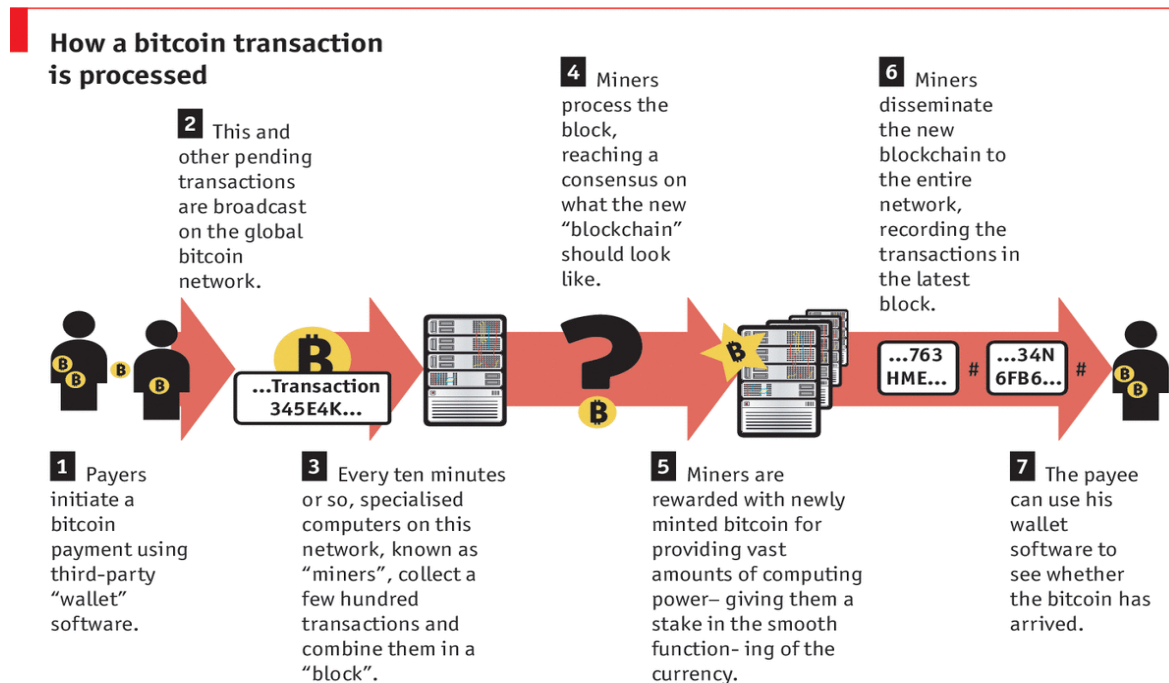 How a bitcoin transaction
is processed
1 Payers
initiate a
bitcoin
payment using
third-party
“wallet”
software.
2 This and
other pending
transactions
are broadcast
on the global
bitcoin
network.
3 Every ten minutes
or so, specialised
computers on this
network, known as
“miners”, collect a
few hundred
transactions and
combine them in a
“block”.
4 Miners
process the
block,
reaching a
consensus on
what the new
“blockchain”
should look
like.
5 Miners are
rewarded with newly
minted bitcoin for
providing vast
amounts of computing
power– giving them a
stake in the smooth
function- ing of the
currency.
6 Miners
disseminate
the new
blockchain to
the entire
network,
recording the
transactions in
the latest
block.
7 The payee
can use his
wallet
software to
see whether
the bitcoin has
arrived.
...Transaction
345E4K...
?
...763
HME...
#
...34N
6FB6...
#